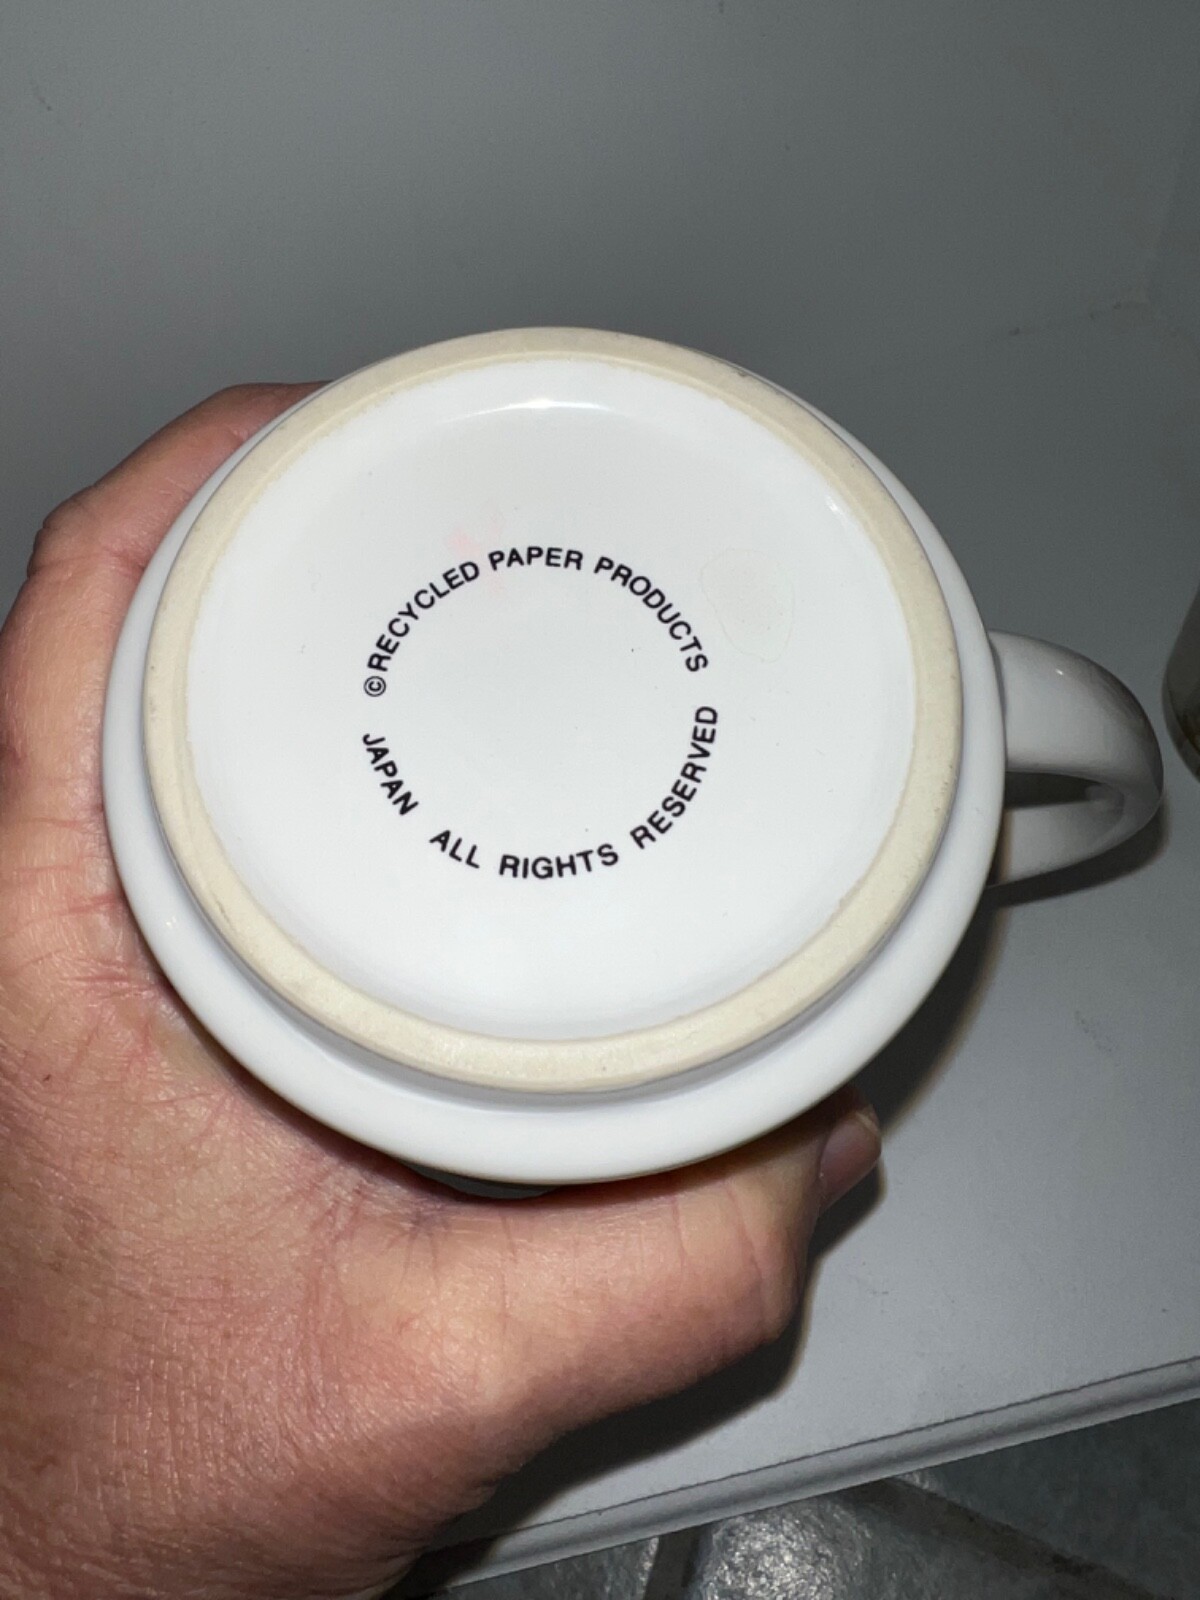 ©RECYCLED PAPER PRODUCTS
JAPAN ALL RIGHTS RESERVED